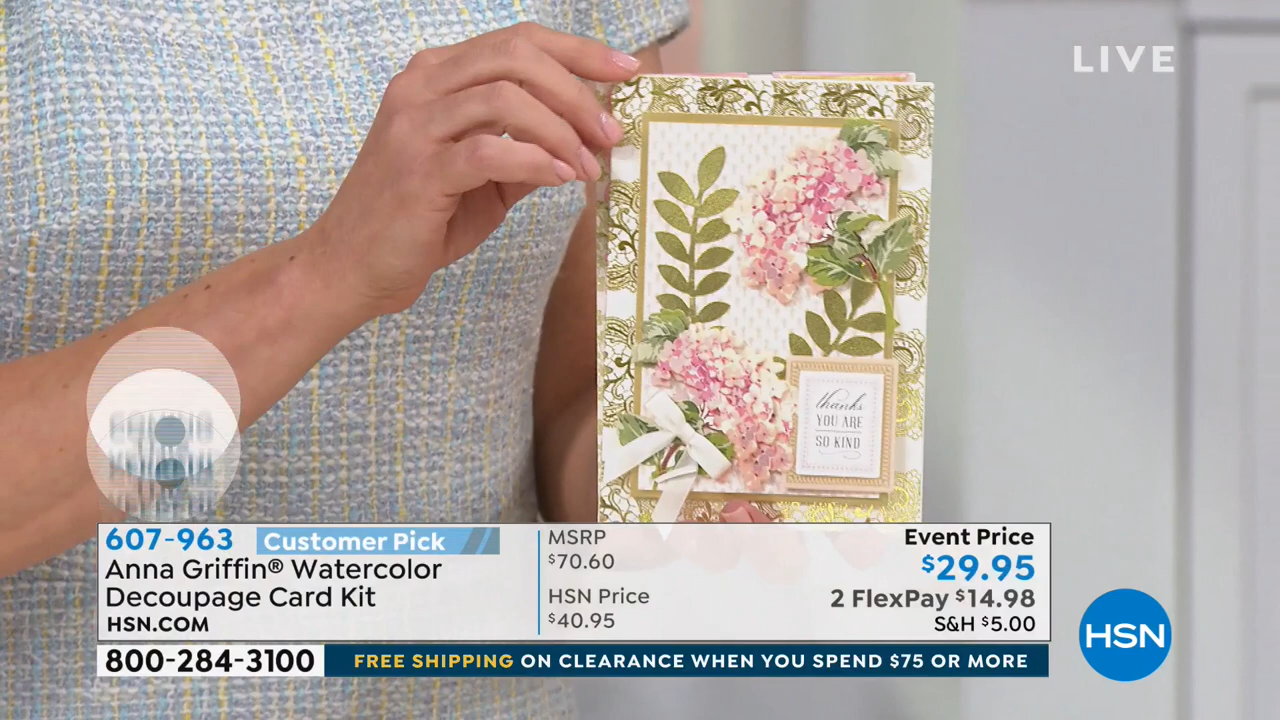 LIVE
thanks
YOU ARE
SO KIND
607-963 Customer Pick
Anna Griffin® Watercolor
Decoupage Card Kit
HSN.COM
MSRP
$70.60
HSN Price
$40.95
Event Price
$29.95
2 FlexPay $14.98
S&H $5.00
HSN
800-284-3100 FREE SHIPPING ON CLEARANCE WHEN YOU SPEND $75 OR MORE